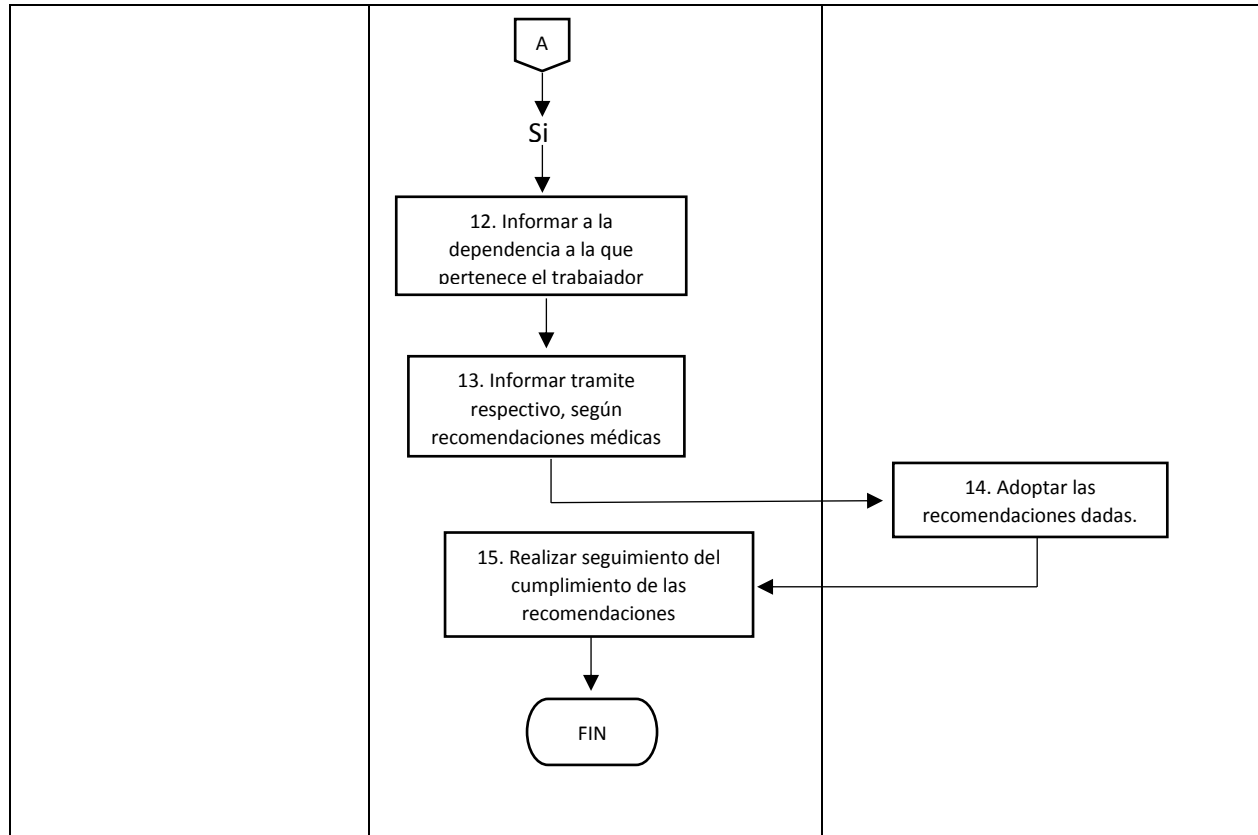 A
Si
12. Informar a la
dependencia a la que
pertenece el trabajador
13. Informar tramite
respectivo, según
recomendaciones médicas
14. Adoptar las
recomendaciones dadas.
15. Realizar seguimiento del
cumplimiento de las
recomendaciones
FIN